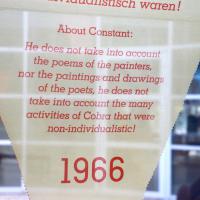 vidualistisch waren!
About Constant:
He does not take into account
the poems of the painters,
nor the paintings and drawings
of the poets, he does not
take into account the many
activities of Cobra that were
non-individualistic!
1966